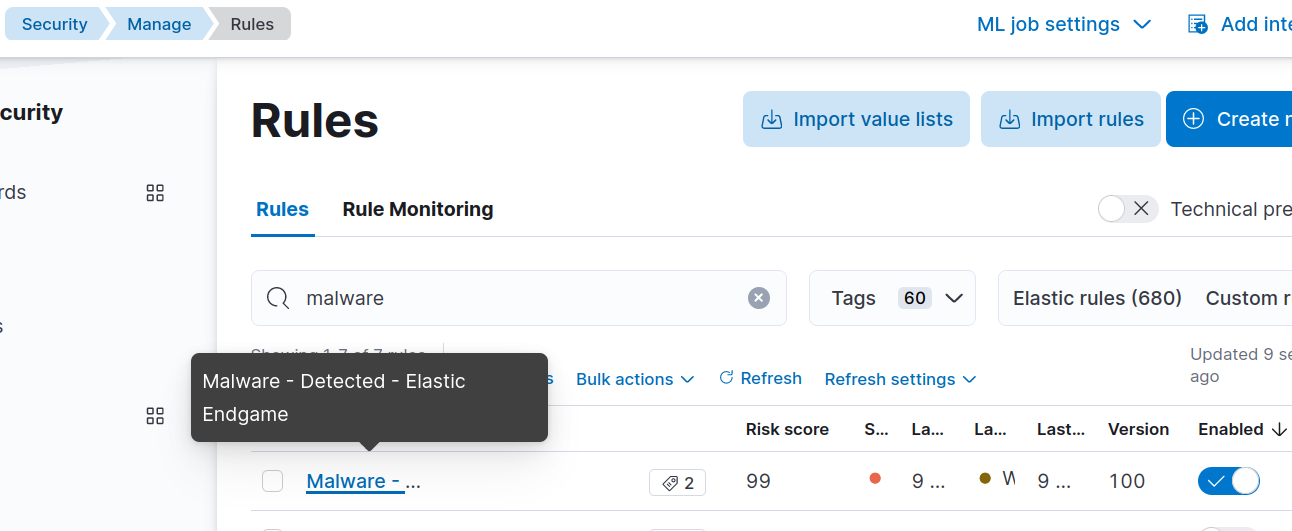 Security Manage Rules
ML job settings
Add inte
curity
Rules
Import value lists
Import rules
Create r
rds
Rules
Rule Monitoring
Technical pre
malware
Tags 60
Elastic rules (680) Custom r
s
Showing 1-7 of 7 rules
Updated 9 se
ago
Malware - Detected - Elastic
Endgame
s
Bulk actions
Refresh
Refresh settings
Risk score S... La... La... Last... Version Enabled
Malware - ... 2 99 9 ... W 9 ... 100